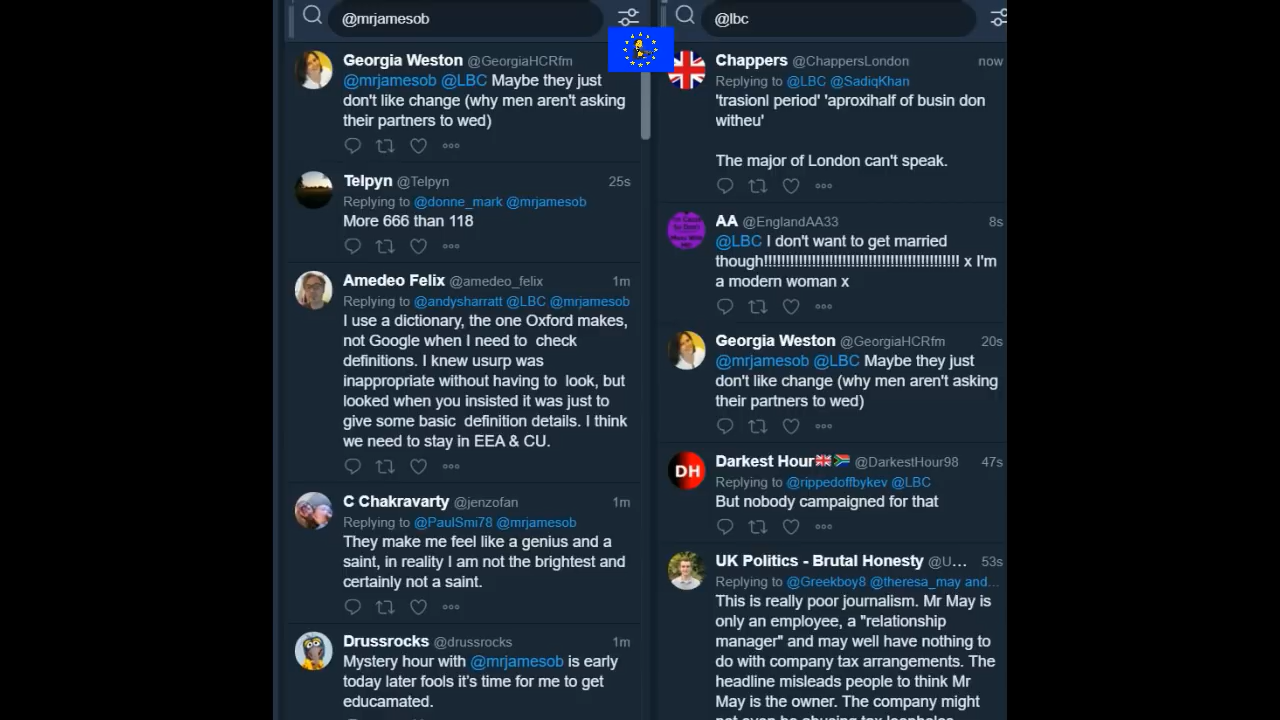 @mrjamesob
Georgia Weston @GeorgiaHCRfm
@mrjamesob @LBC Maybe they just
don't like change (why men aren't asking
their partners to wed)
Telpyn @Telpyn 25s
Replying to @donne_mark @mrjamesob
More 666 than 118
Amedeo Felix @amedeo_felix 1m
Replying to @andysharratt @LBC @mrjamesob
I use a dictionary, the one Oxford makes,
not Google when I need to check
definitions. I knew usurp was
inappropriate without having to look, but
looked when you insisted it was just to
give some basic definition details. I think
we need to stay in EEA & CU.
C Chakravarty @jenzofan 1m
Replying to @PaulSmi78 @mrjamesob
They make me feel like a genius and a
saint, in reality I am not the brightest and
certainly not a saint.
Drussrocks @drussrocks 1m
Mystery hour with @mrjamesob is early
today later fools it's time for me to get
educamated.
@lbc
Chappers @ChappersLondon now
Replying to @LBC @SadiqKhan
'trasionl period' 'aproxihalf of busin don
witheu'
The major of London can't speak.
AA @EnglandAA33 8s
@LBC I don't want to get married
though!!!!!!!!!!!!!!!!!!!!!!!!!!!!!!!!!!!!!!!!!!!! x I'm
a modern woman x
Georgia Weston @GeorgiaHCRfm 20s
@mrjamesob @LBC Maybe they just
don't like change (why men aren't asking
their partners to wed)
DH
Darkest Hour🇬🇧🇿🇦 @DarkestHour98 47s
Replying to @rippedoffbykev @LBC
But nobody campaigned for that
UK Politics - Brutal Honesty @U... 53s
Replying to @Greekboy8 @theresa_may and...
This is really poor journalism. Mr May is
only an employee, a "relationship
manager" and may well have nothing to
do with company tax arrangements. The
headline misleads people to think Mr
May is the owner. The company might
not even be abusing tax loopholes